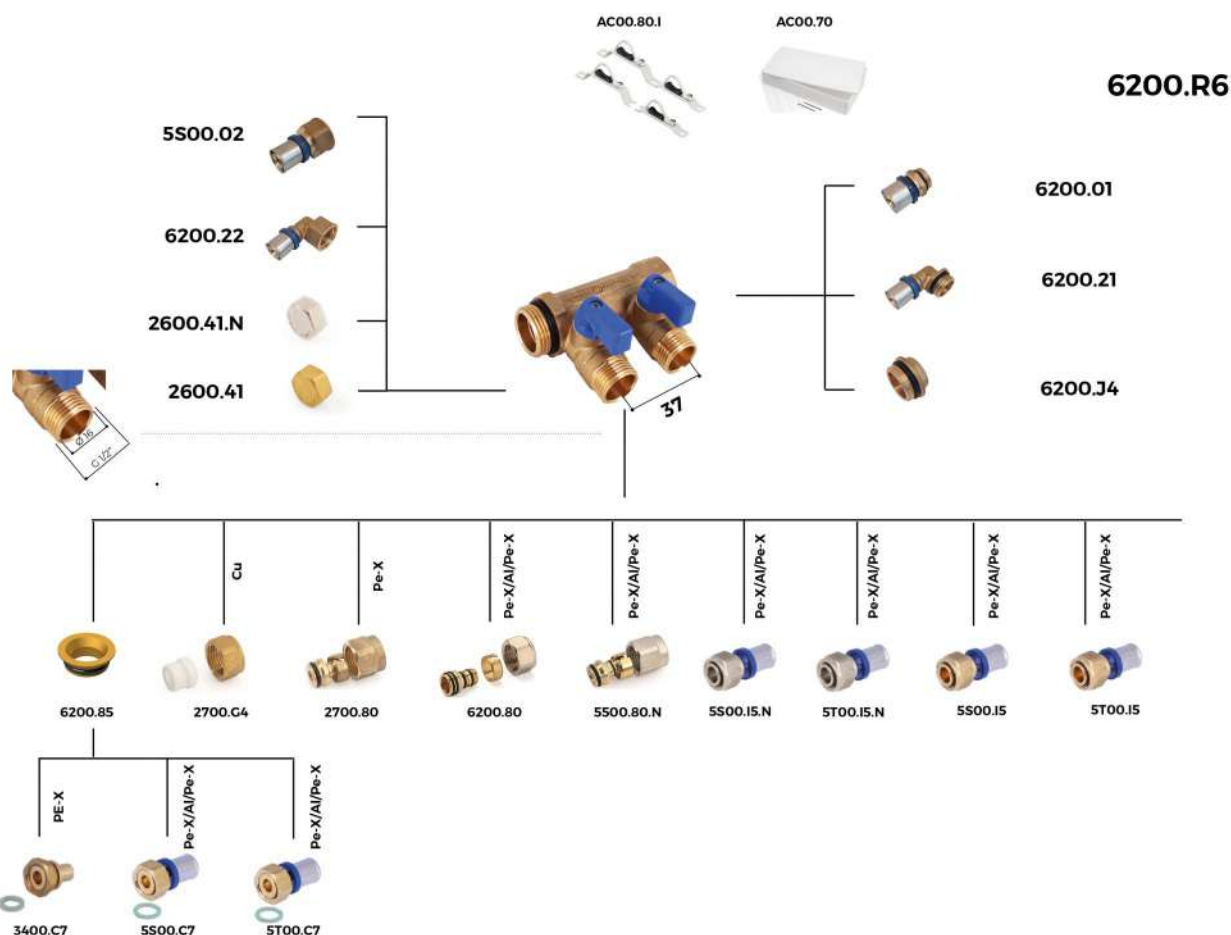 AC00.80.I
AC00.70
6200.R6
5S00.02
6200.22
2600.41.N
2600.41
6200.01
6200.21
6200.J4
37
Ø 16
G 1/2"
Cu
Pe-X
Pe-X/Al/Pe-X
Pe-X/Al/Pe-X
Pe-X/Al/Pe-X
Pe-X/Al/Pe-X
Pe-X/Al/Pe-X
Pe-X/Al/Pe-X
6200.85
2700.G4
2700.80
6200.80
5500.80.N
5S00.I5.N
5T00.I5.N
5S00.I5
5T00.I5
PE-X
Pe-X/Al/Pe-X
Pe-X/Al/Pe-X
3400.C7
5S00.C7
5T00.C7